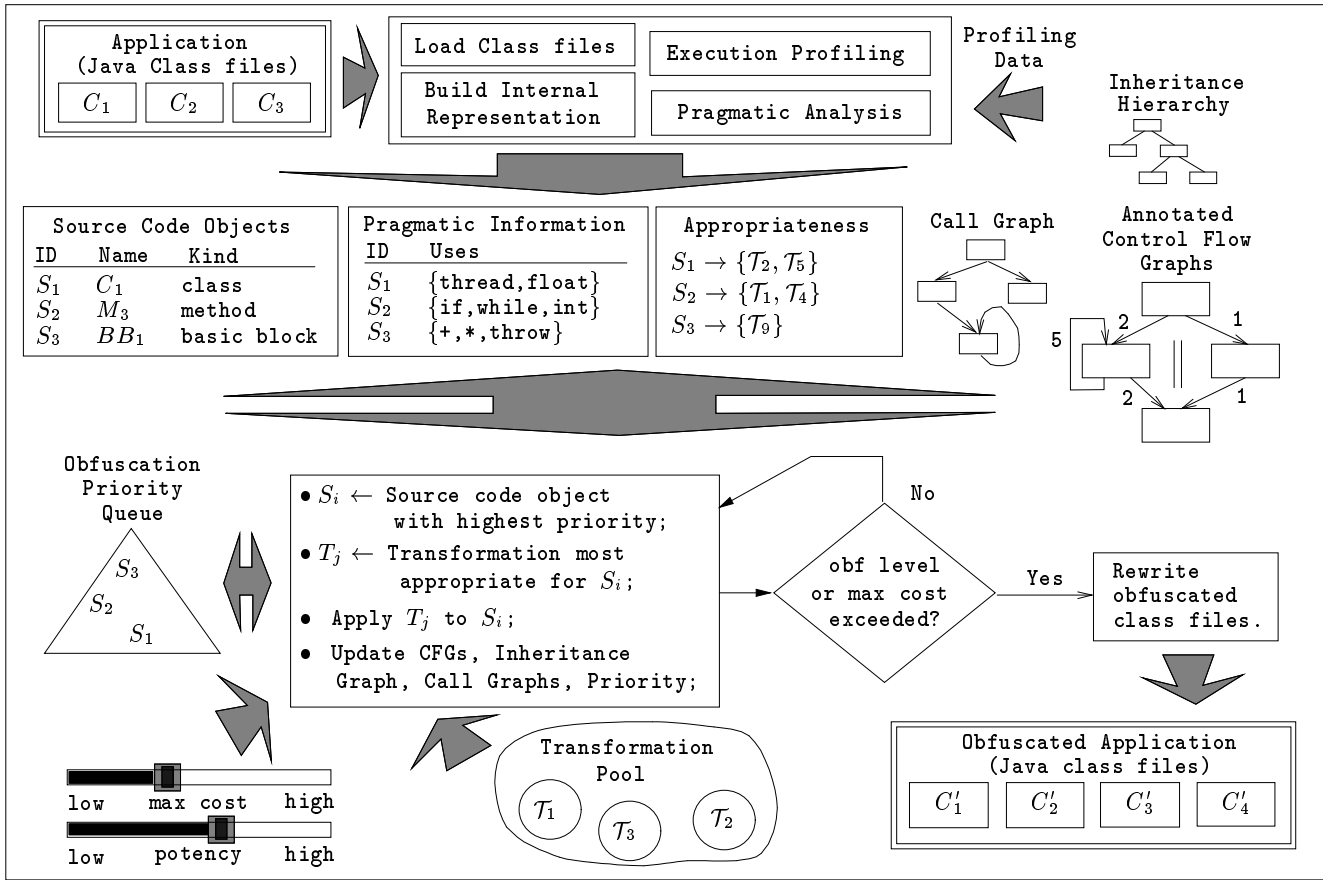 Application
(Java Class files)
C₁ C₂ C₃
Load Class files
Build Internal
Representation
Execution Profiling
Pragmatic Analysis
Profiling
Data
Inheritance
Hierarchy
Source Code Objects
ID Name Kind
S₁ C₁ class
S₂ M₃ method
S₃ BB₁ basic block
Pragmatic Information
ID Uses
S₁ {thread,float}
S₂ {if,while,int}
S₃ {+,*,throw}
Appropriateness
S₁ → {𝒯₂, 𝒯₅}
S₂ → {𝒯₁, 𝒯₄}
S₃ → {𝒯₉}
Call Graph
Annotated
Control Flow
Graphs
2 1
5
2 1
Obfuscation
Priority
Queue
S₃
S₂
S₁
• Sᵢ ← Source code object
with highest priority;
• Tⱼ ← Transformation most
appropriate for Sᵢ;
• Apply Tⱼ to Sᵢ;
• Update CFGs, Inheritance
Graph, Call Graphs, Priority;
No
obf level
or max cost
exceeded?
Yes
Rewrite
obfuscated
class files.
low max cost high
low potency high
Transformation
Pool
𝒯₁ 𝒯₃ 𝒯₂
Obfuscated Application
(Java class files)
C′₁ C′₂ C′₃ C′₄